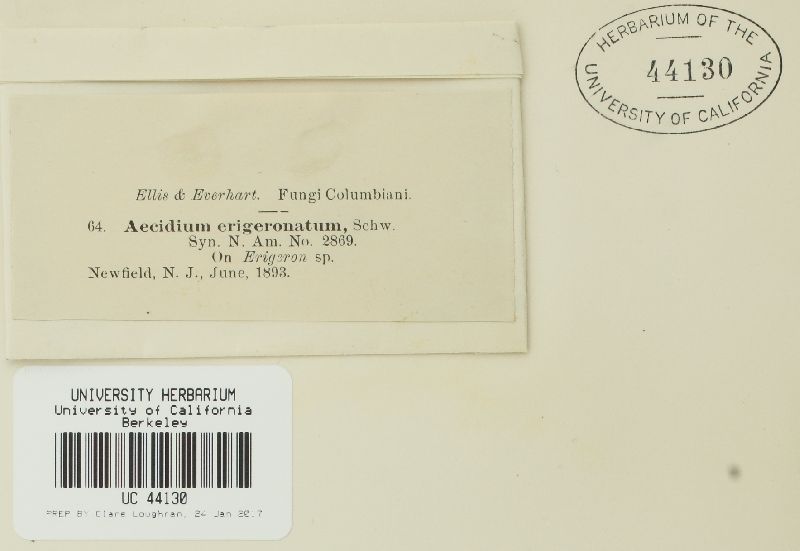 HERBARIUM OF THE
44130
UNIVERSITY OF CALIFORNIA
Ellis & Everhart. Fungi Columbiani.
64. Aecidium erigeronatum, Schw.
Syn. N. Am. No. 2869.
On Erigeron sp.
Newfield, N. J., June, 1893.
UNIVERSITY HERBARIUM
University of California
Berkeley
UC 44130
PREP BY Clare Loughran, 24 Jan 2017